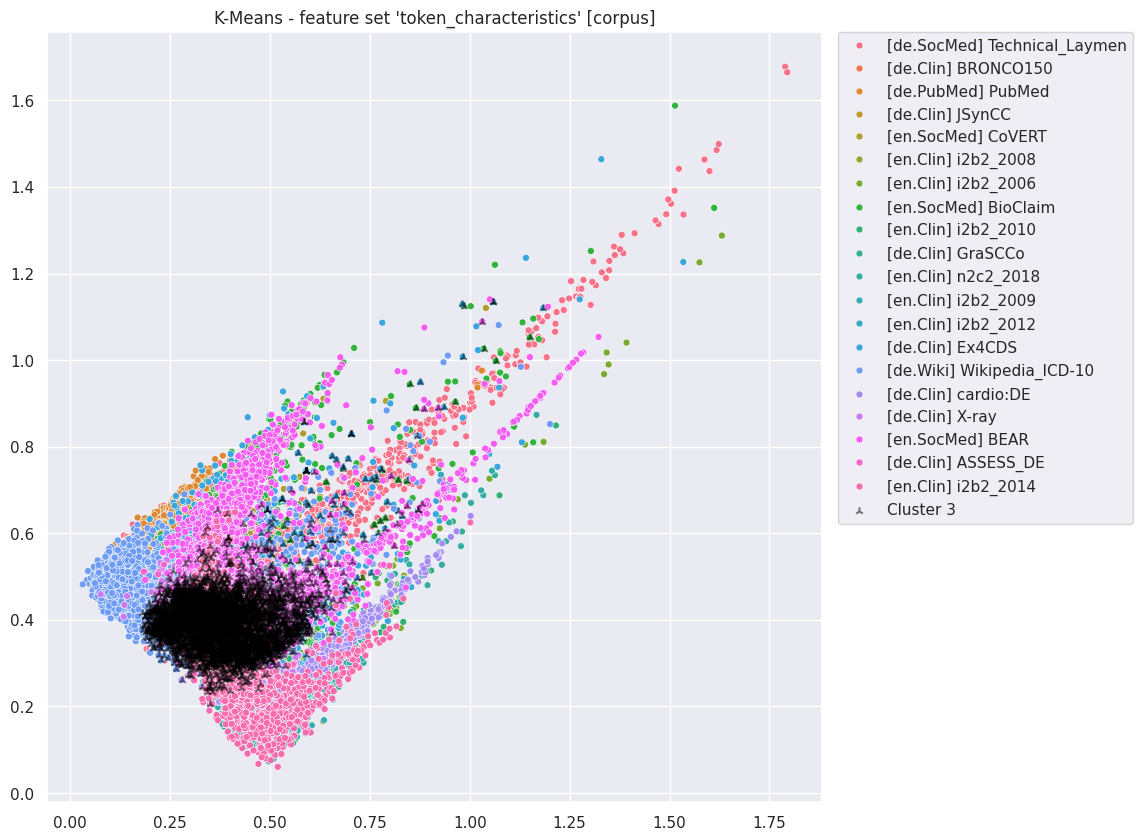 K-Means - feature set 'token_characteristics' [corpus]
1.6
1.4
1.2
1.0
0.8
0.6
0.4
0.2
0.0
0.00 0.25 0.50 0.75 1.00 1.25 1.50 1.75
[de.SocMed] Technical_Laymen
[de.Clin] BRONCO150
[de.PubMed] PubMed
[de.Clin] JSynCC
[en.SocMed] CoVERT
[en.Clin] i2b2_2008
[en.Clin] i2b2_2006
[en.SocMed] BioClaim
[en.Clin] i2b2_2010
[de.Clin] GraSCCo
[en.Clin] n2c2_2018
[en.Clin] i2b2_2009
[en.Clin] i2b2_2012
[de.Clin] Ex4CDS
[de.Wiki] Wikipedia_ICD-10
[de.Clin] cardio:DE
[de.Clin] X-ray
[en.SocMed] BEAR
[de.Clin] ASSESS_DE
[en.Clin] i2b2_2014
Cluster 3